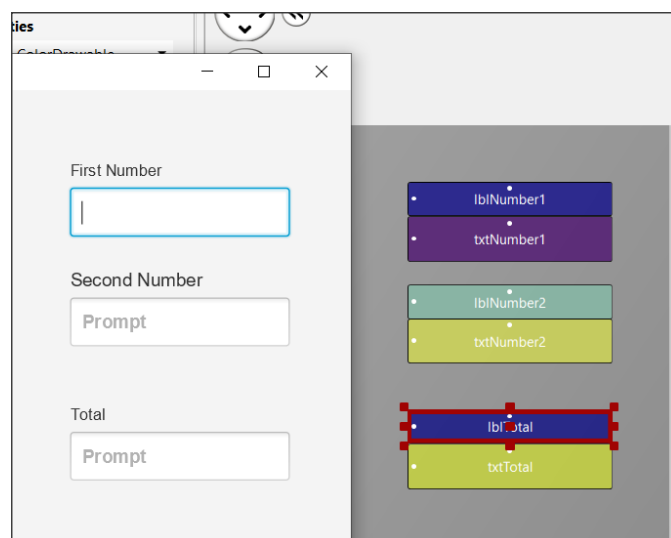 ties
ColorDrawable
First Number
Second Number
Prompt
Total
Prompt
lblNumber1
txtNumber1
lblNumber2
txtNumber2
lblTotal
txtTotal